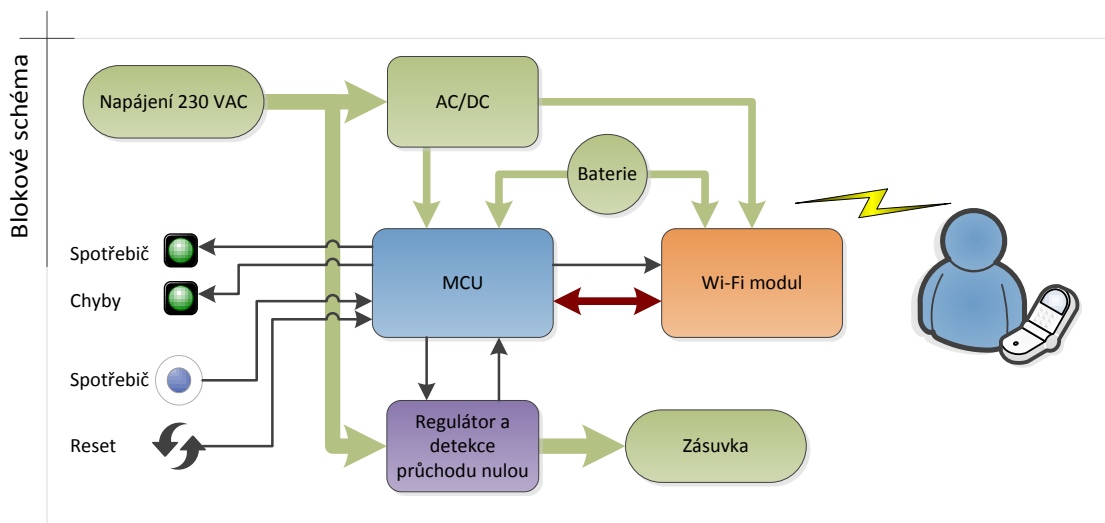 Blokové schéma
Napájení 230 VAC
AC/DC
Baterie
Spotřebič
Chyby
MCU
Wi-Fi modul
Spotřebič
Reset
Regulátor a
detekce
průchodu nulou
Zásuvka